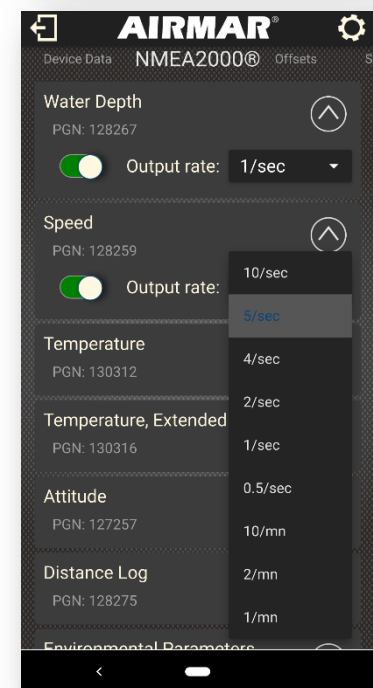 AIRMAR®
Device Data NMEA2000® Offsets S
Water Depth
PGN: 128267
Output rate: 1/sec
Speed
PGN: 128259
Output rate:
10/sec
5/sec
4/sec
2/sec
1/sec
0.5/sec
10/mn
2/mn
1/mn
Temperature
PGN: 130312
Temperature, Extended
PGN: 130316
Attitude
PGN: 127257
Distance Log
PGN: 128275
Environmental Parameters